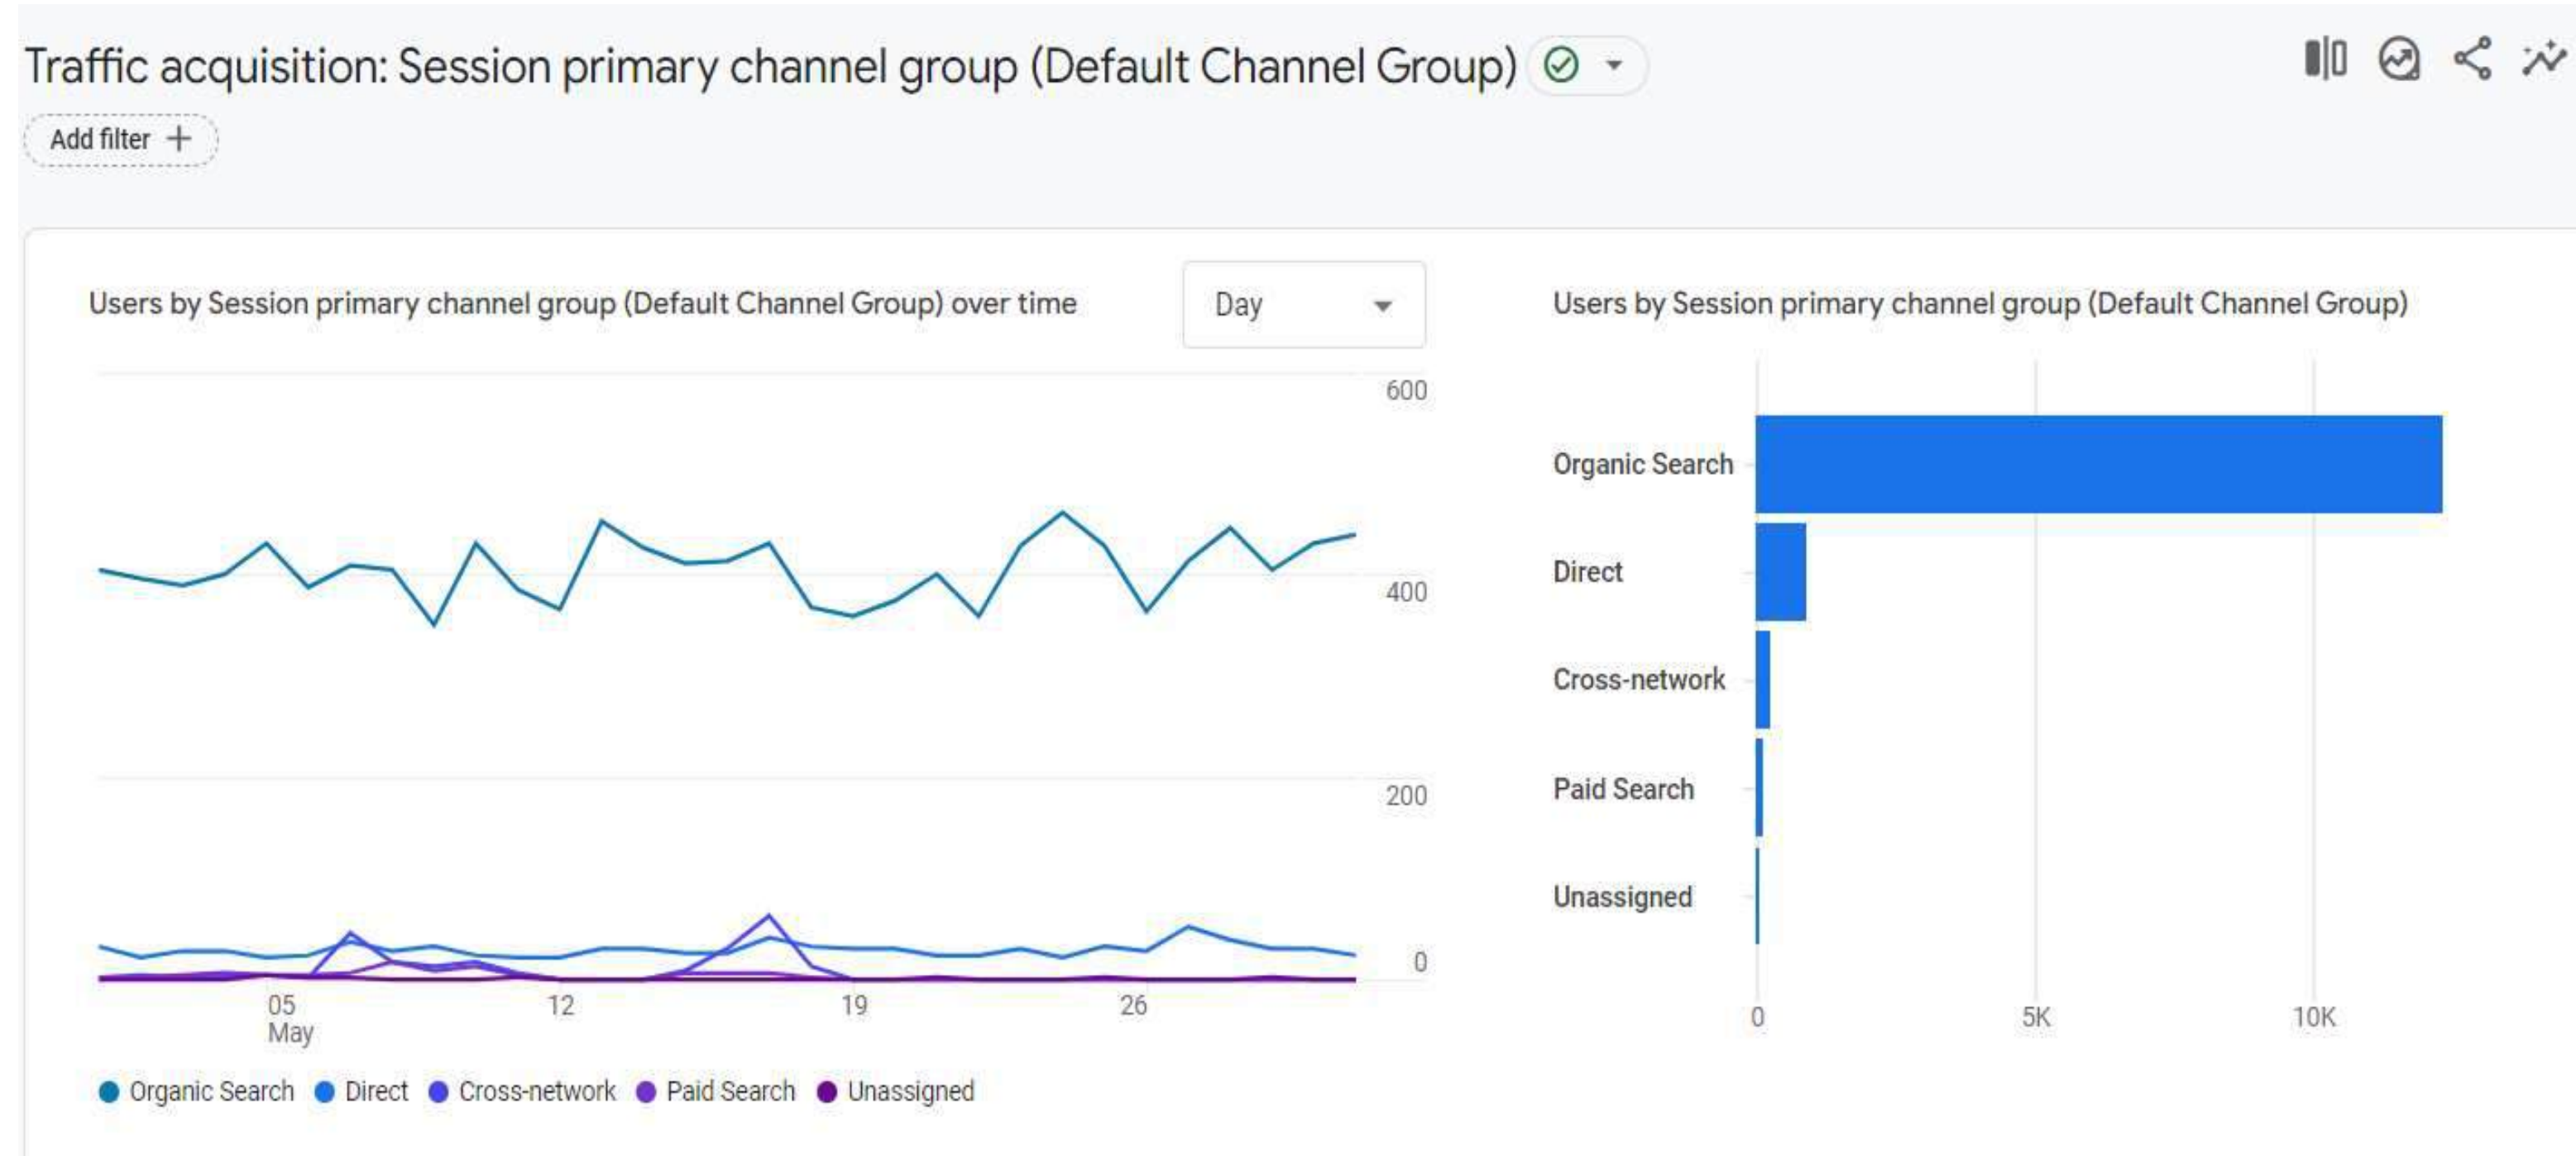 Traffic acquisition: Session primary channel group (Default Channel Group)
Add filter +
Users by Session primary channel group (Default Channel Group) over time
Day
600
400
200
0
05
May
12
19
26
Organic Search
Direct
Cross-network
Paid Search
Unassigned
Users by Session primary channel group (Default Channel Group)
Organic Search
Direct
Cross-network
Paid Search
Unassigned
0
5K
10K